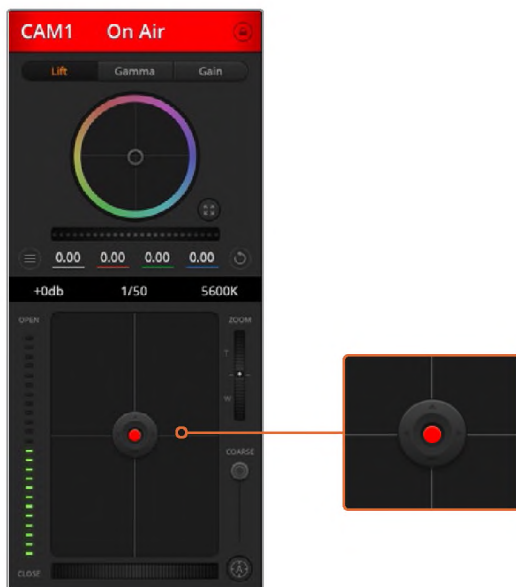 CAM1 On Air
Lift Gamma Gain
0.00 0.00 0.00 0.00
+0db 1/50 5600K
OPEN ZOOM
T
W
COARSE
CLOSE
A